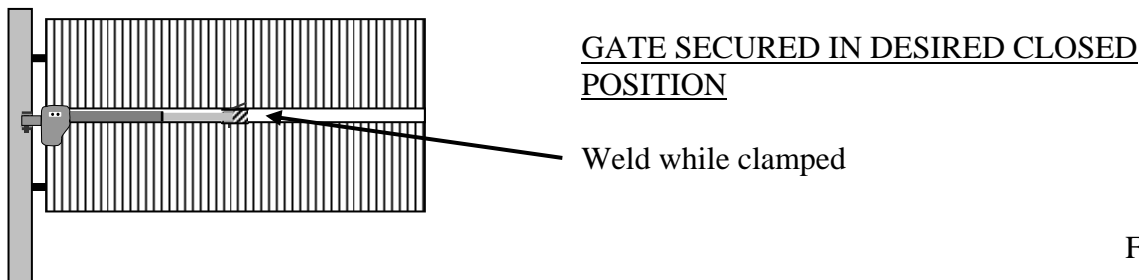 GATE SECURED IN DESIRED CLOSED
POSITION
Weld while clamped
F